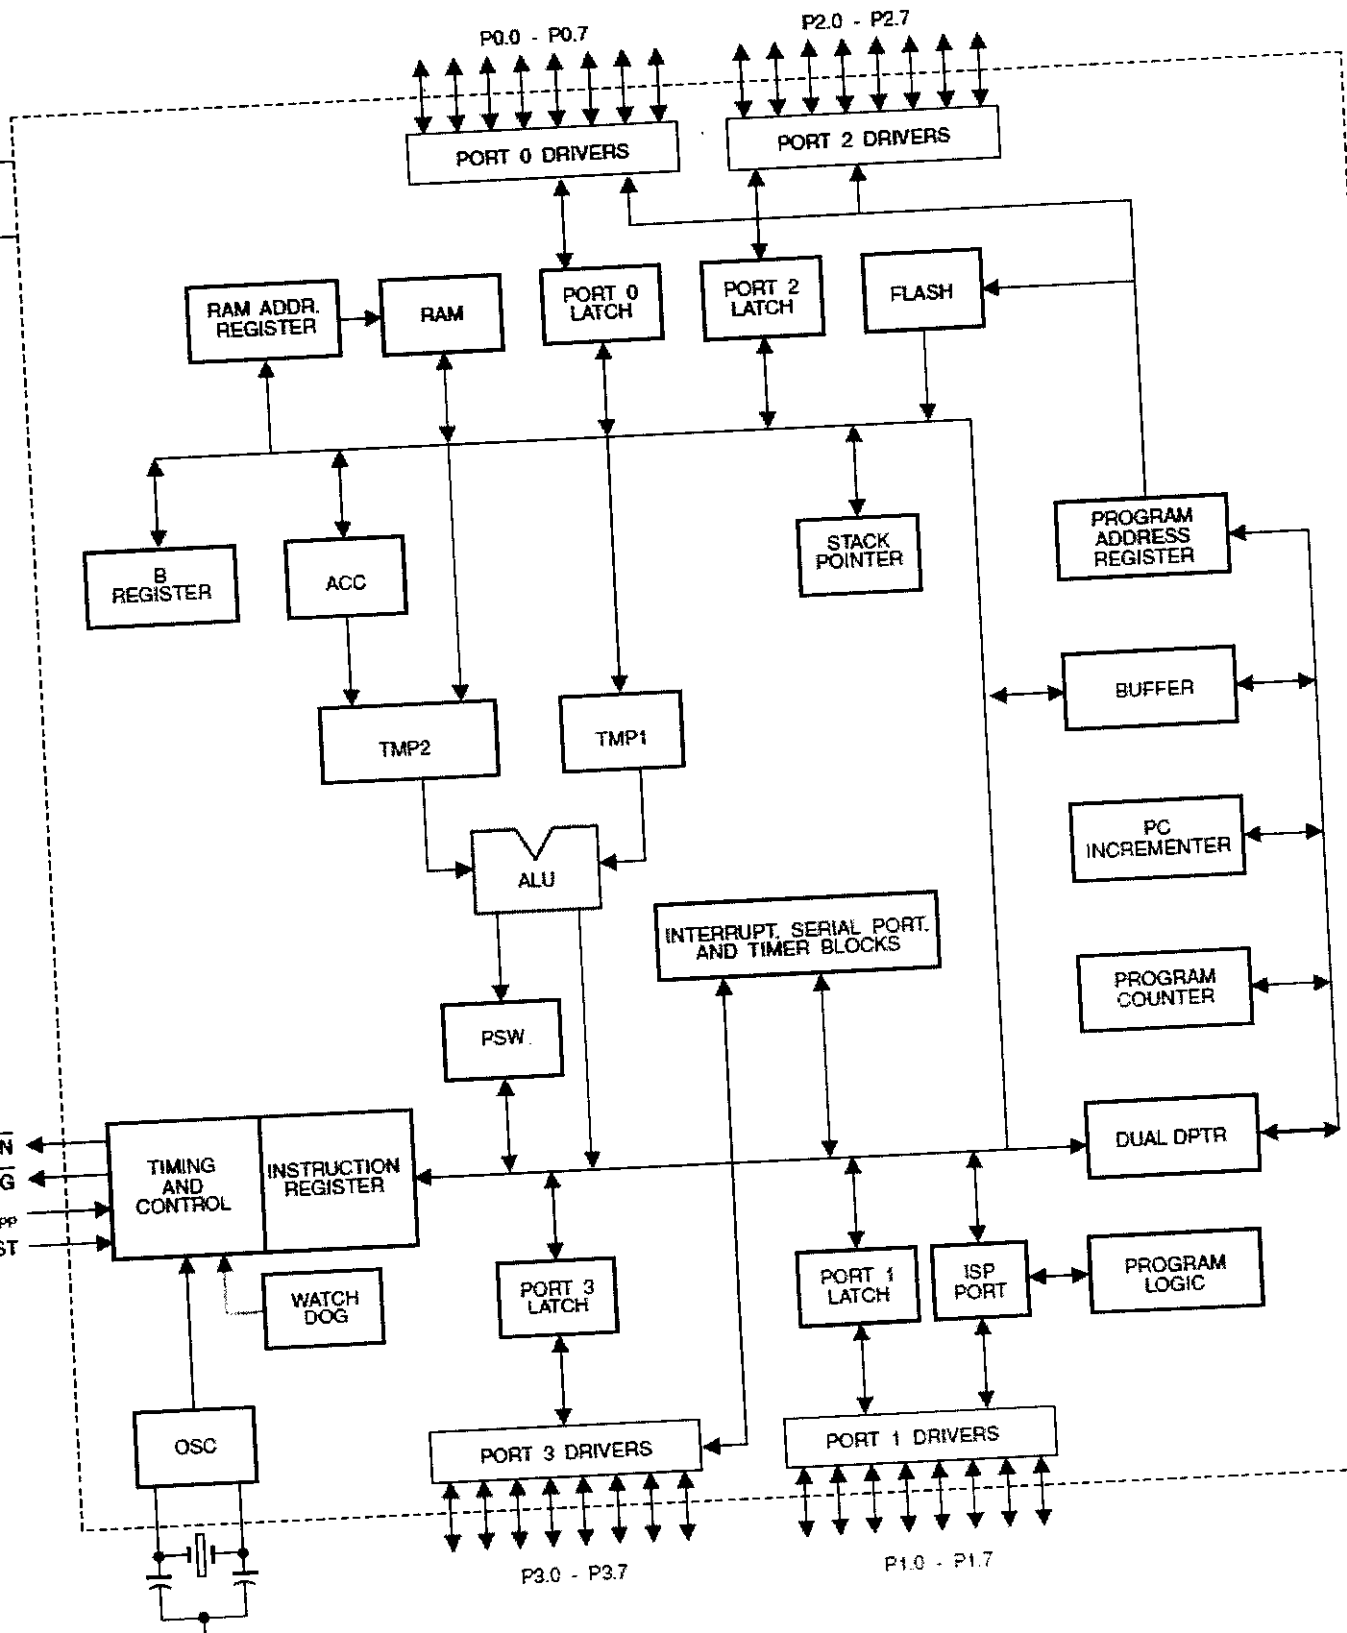 P0.0 - P0.7
P2.0 - P2.7
PORT 0 DRIVERS
PORT 2 DRIVERS
RAM ADDR.
REGISTER
RAM
PORT 0
LATCH
PORT 2
LATCH
FLASH
B
REGISTER
ACC
STACK
POINTER
PROGRAM
ADDRESS
REGISTER
BUFFER
TMP2
TMP1
PC
INCREMENTER
ALU
INTERRUPT, SERIAL PORT,
AND TIMER BLOCKS
PROGRAM
COUNTER
PSW
N
G
PP
ST
TIMING
AND
CONTROL
INSTRUCTION
REGISTER
DUAL DPTR
WATCH
DOG
PORT 3
LATCH
PORT 1
LATCH
ISP
PORT
PROGRAM
LOGIC
OSC
PORT 3 DRIVERS
PORT 1 DRIVERS
P3.0 - P3.7
P1.0 - P1.7